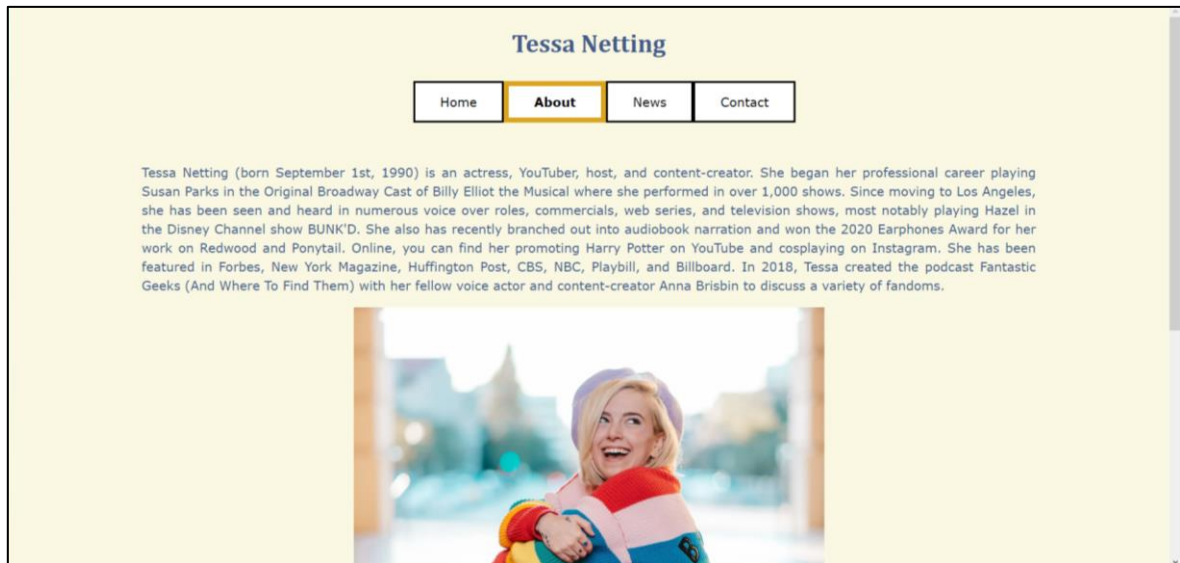 Tessa Netting
Home About News Contact
Tessa Netting (born September 1st, 1990) is an actress, YouTuber, host, and content-creator. She began her professional career playing
Susan Parks in the Original Broadway Cast of Billy Elliot the Musical where she performed in over 1,000 shows. Since moving to Los Angeles,
she has been seen and heard in numerous voice over roles, commercials, web series, and television shows, most notably playing Hazel in
the Disney Channel show BUNK'D. She also has recently branched out into audiobook narration and won the 2020 Earphones Award for her
work on Redwood and Ponytail. Online, you can find her promoting Harry Potter on YouTube and cosplaying on Instagram. She has been
featured in Forbes, New York Magazine, Huffington Post, CBS, NBC, Playbill, and Billboard. In 2018, Tessa created the podcast Fantastic
Geeks (And Where To Find Them) with her fellow voice actor and content-creator Anna Brisbin to discuss a variety of fandoms.